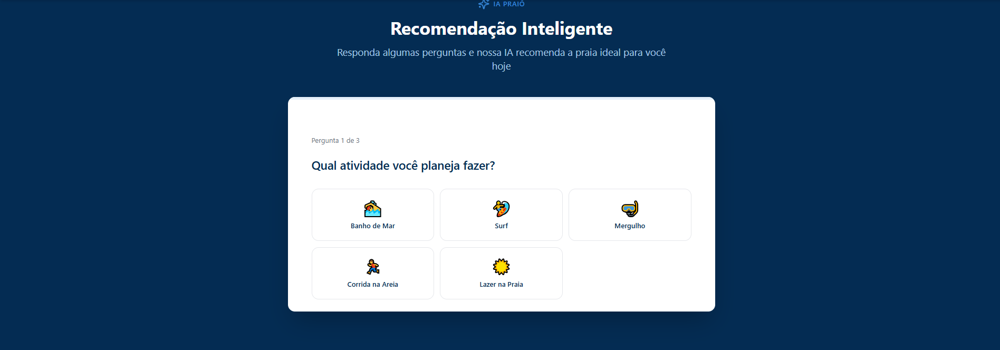 IA PRAIÔ
Recomendação Inteligente
Responda algumas perguntas e nossa IA recomenda a praia ideal para você
hoje
Pergunta 1 de 3
Qual atividade você planeja fazer?
Banho de Mar
Surf
Mergulho
Corrida na Areia
Lazer na Praia